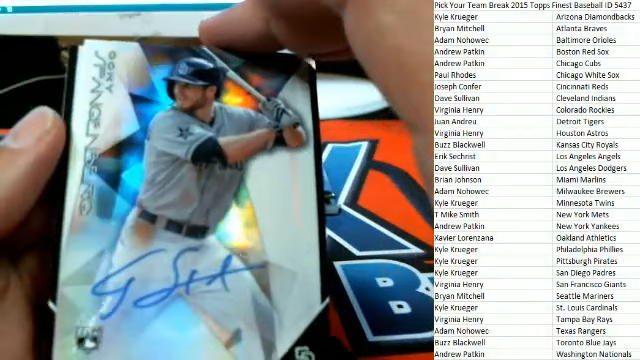 Pick Your Team Break 2015 Topps Finest Baseball ID 5437
Kyle Krueger Arizona Diamondbacks
Bryan Mitchell Atlanta Braves
Adam Nohowec Baltimore Orioles
Andrew Patkin Boston Red Sox
Andrew Patkin Chicago Cubs
Paul Rhodes Chicago White Sox
Joseph Confer Cincinnati Reds
Dave Sullivan Cleveland Indians
Virginia Henry Colorado Rockies
Juan Andreu Detroit Tigers
Virginia Henry Houston Astros
Buzz Blackwell Kansas City Royals
Erik Sechrist Los Angeles Angels
Dave Sullivan Los Angeles Dodgers
Brian Johnson Miami Marlins
Adam Nohowec Milwaukee Brewers
Kyle Krueger Minnesota Twins
T Mike Smith New York Mets
Andrew Patkin New York Yankees
Xavier Lorenzana Oakland Athletics
Kyle Krueger Philadelphia Phillies
Kyle Krueger Pittsburgh Pirates
Kyle Krueger San Diego Padres
Virginia Henry San Francisco Giants
Bryan Mitchell Seattle Mariners
Kyle Krueger St. Louis Cardinals
Virginia Henry Tampa Bay Rays
Adam Nohowec Texas Rangers
Buzz Blackwell Toronto Blue Jays
Andrew Patkin Washington Nationals
CORY
SPANGENBERG